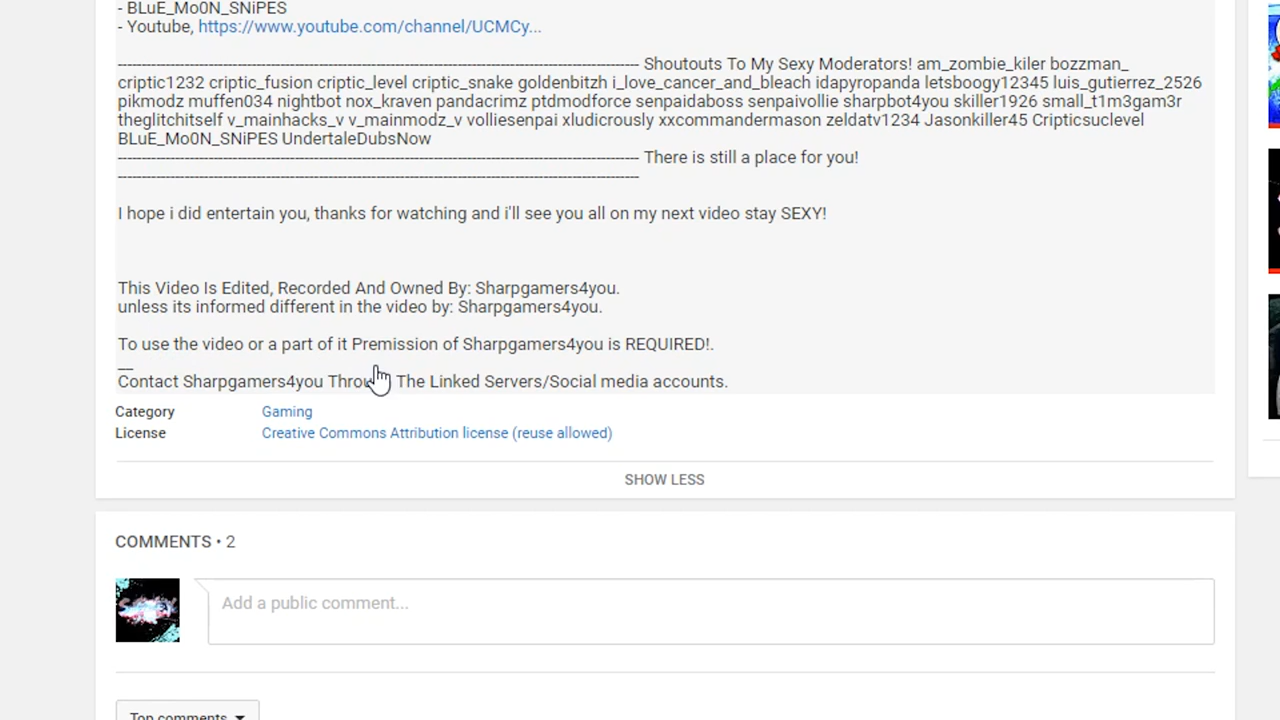 - BLuE_Mo0N_SNiPES
- Youtube, https://www.youtube.com/channel/UCMCy...
---------------------------------------------------------------------------------------------------------------- Shoutouts To My Sexy Moderators! am_zombie_kiler bozzman_
criptic1232 criptic_fusion criptic_level criptic_snake goldenbitzh i_love_cancer_and_bleach idapyropanda letsboogy12345 luis_gutierrez_2526
pikmodz muffen034 nightbot nox_kraven pandacrimz ptdmodforce senpaidaboss senpaivollie sharpbot4you skiller1926 small_t1m3gam3r
theglitchitself v_mainhacks_v v_mainmodz_v volliesenpai xludicrously xxcommandermason zeldatv1234 Jasonkiller45 Cripticsuclevel
BLuE_Mo0N_SNiPES UndertaleDubsNow
---------------------------------------------------------------------------------------------------------------- There is still a place for you!
----------------------------------------------------------------------------------------------------------------
I hope i did entertain you, thanks for watching and i'll see you all on my next video stay SEXY!
This Video Is Edited, Recorded And Owned By: Sharpgamers4you.
unless its informed different in the video by: Sharpgamers4you.
To use the video or a part of it Premission of Sharpgamers4you is REQUIRED!.
__
Contact Sharpgamers4you The Linked Servers/Social media accounts.
Category Gaming
License Creative Commons Attribution license (reuse allowed)
SHOW LESS
COMMENTS • 2
Add a public comment...
Top comments